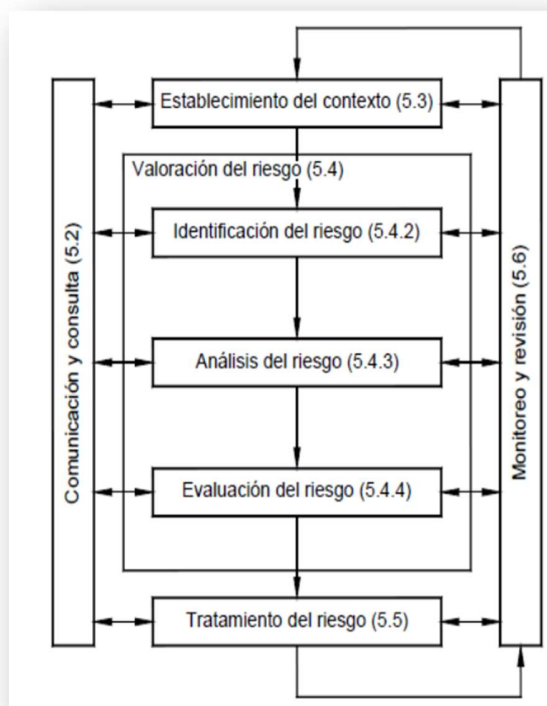 Establecimiento del contexto (5.3)
Valoración del riesgo (5.4)
Identificación del riesgo (5.4.2)
Análisis del riesgo (5.4.3)
Evaluación del riesgo (5.4.4)
Tratamiento del riesgo (5.5)
Comunicación y consulta (5.2)
Monitoreo y revisión (5.6)